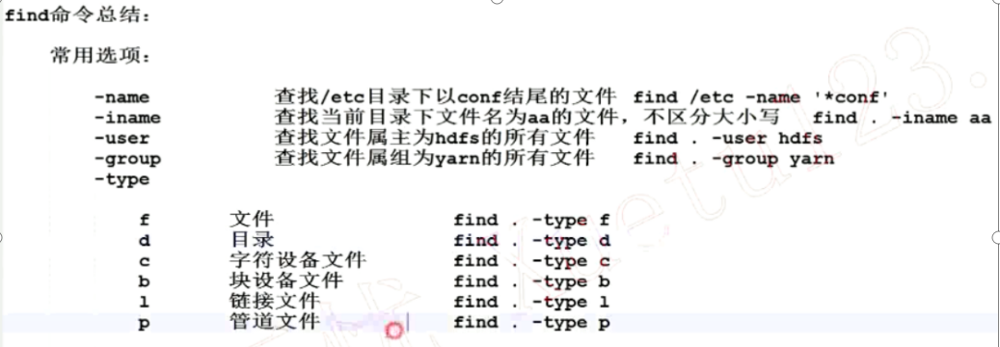 find命令总结：
常用选项：
-name 查找/etc目录下以conf结尾的文件 find /etc -name '*conf'
-iname 查找当前目录下文件名为aa的文件，不区分大小写 find . -iname aa
-user 查找文件属主为hdfs的所有文件 find . -user hdfs
-group 查找文件属组为yarn的所有文件 find . -group yarn
-type
f 文件 find . -type f
d 目录 find . -type d
c 字符设备文件 find . -type c
b 块设备文件 find . -type b
l 链接文件 find . -type l
p 管道文件 find . -type p